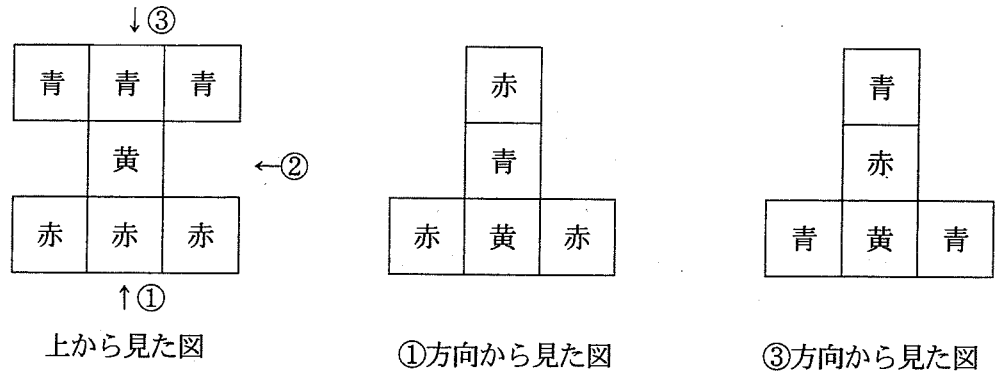 ↓③
青 青 青
黄
←②
赤 赤 赤
↑①
上から見た図
赤
青
赤 黄 赤
①方向から見た図
青
赤
青 黄 青
③方向から見た図